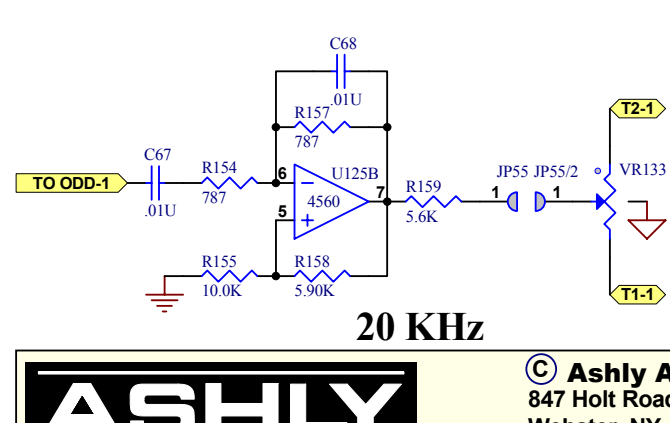 C68
.01U
R157
787
T2-1
TO ODD-1
C67
.01U
R154
787
6
5
7
U125B
4560
R159
5.6K
JP55 JP55/2
1
1
VR133
R155
10.0K
R158
5.90K
T1-1
20 KHz
ASHLY
© Ashly A
847 Holt Road
Webster, NY